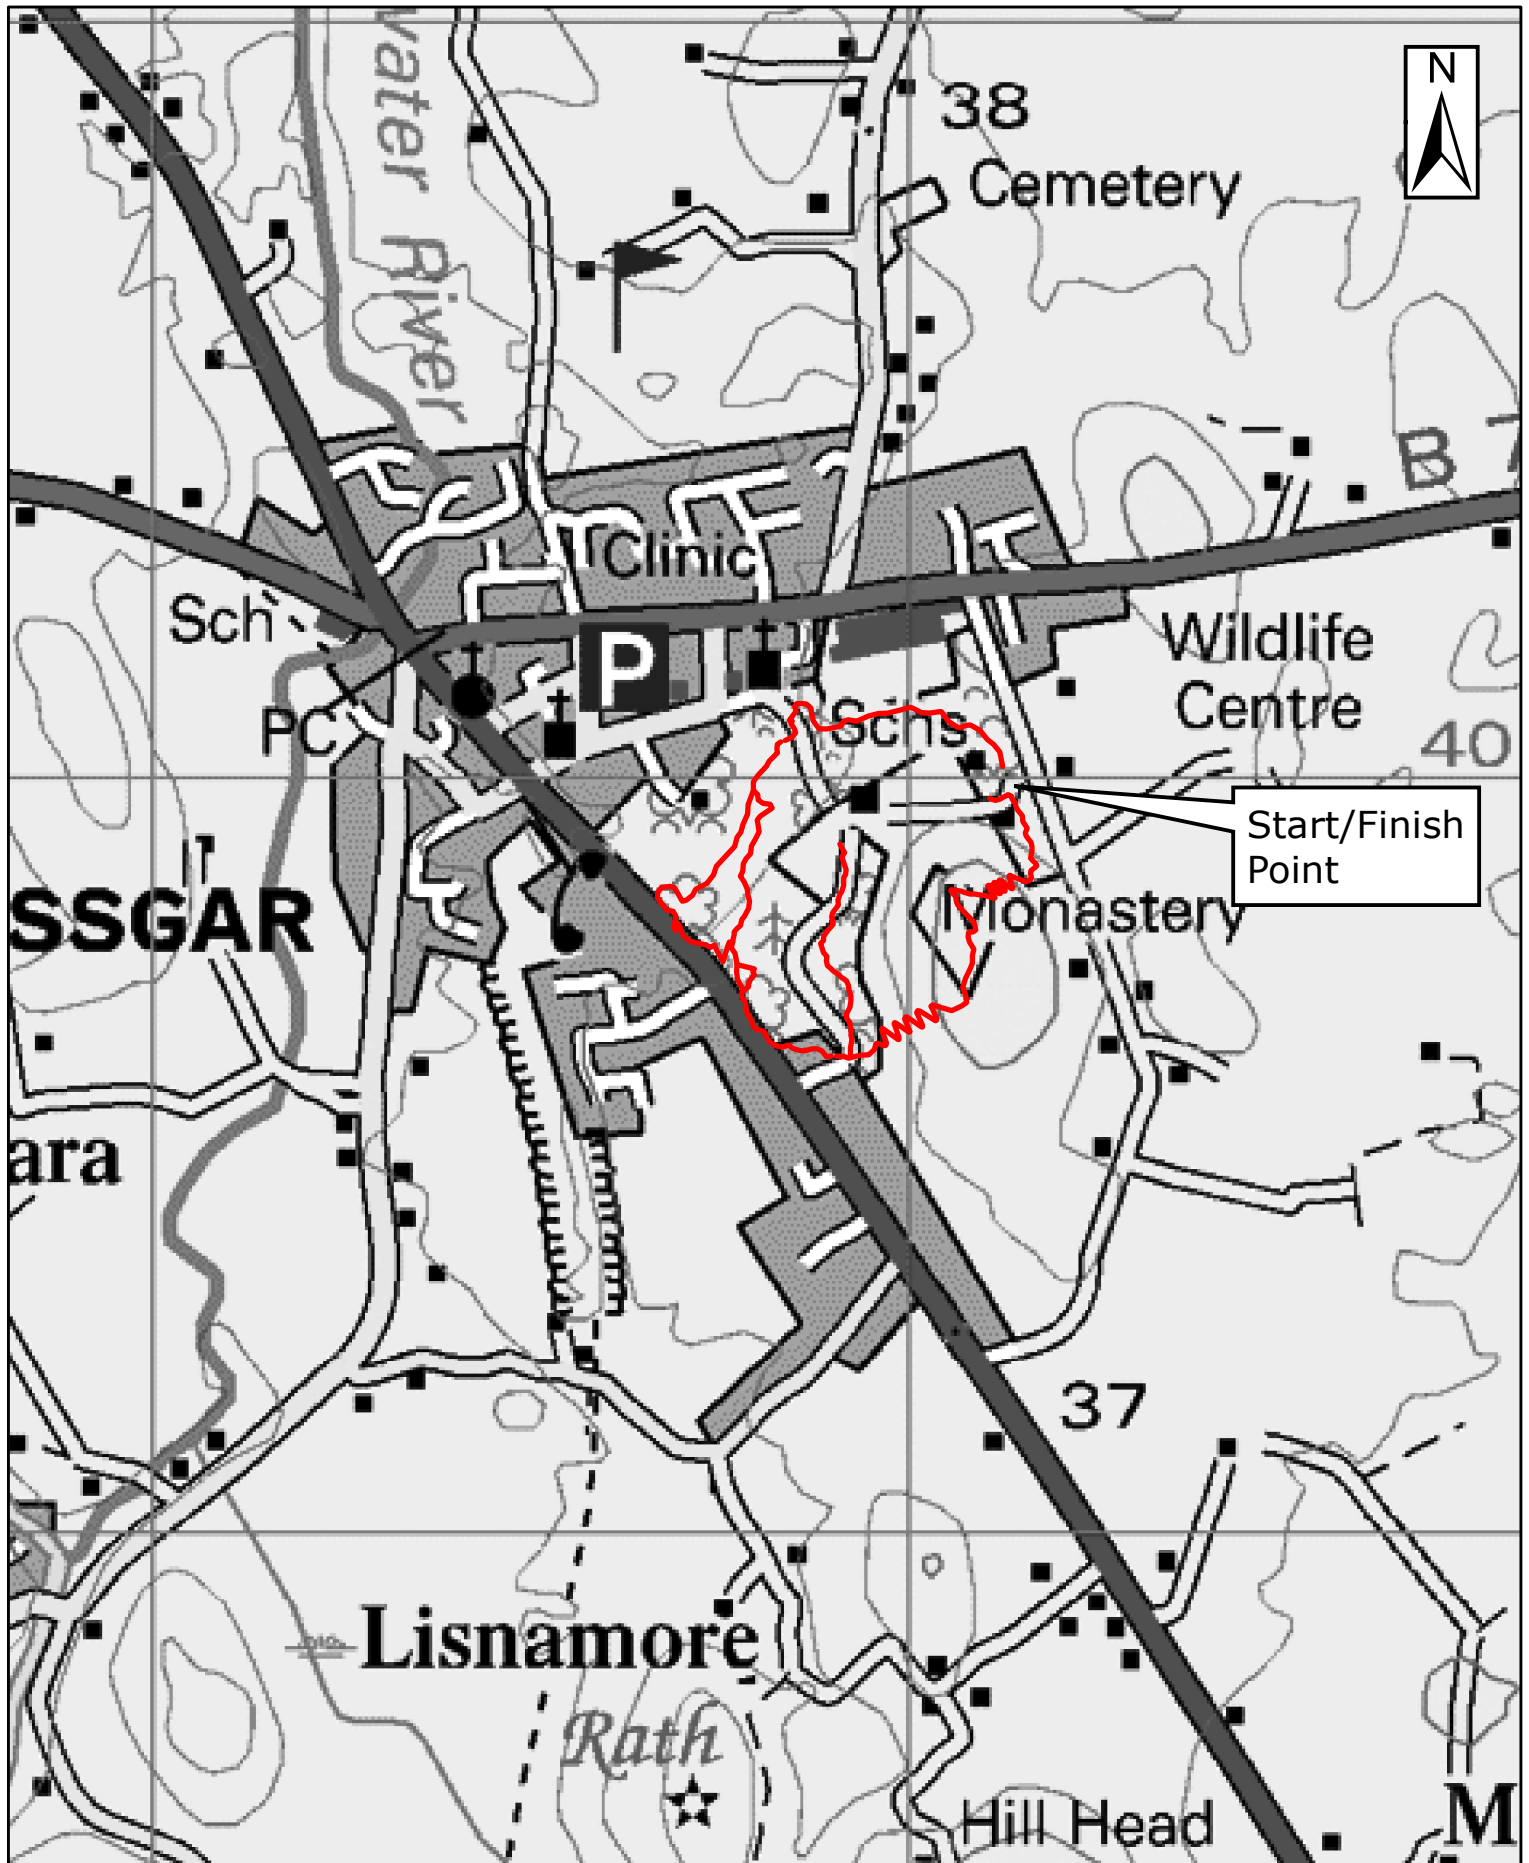 N
water River
38
Cemetery
B 7
Clinic
Sch
P
Wildlife
Centre
PC
Schs
40
Start/Finish
Point
SSGAR
Monastery
ara
37
Lisnamore
Rath
Hill Head
M